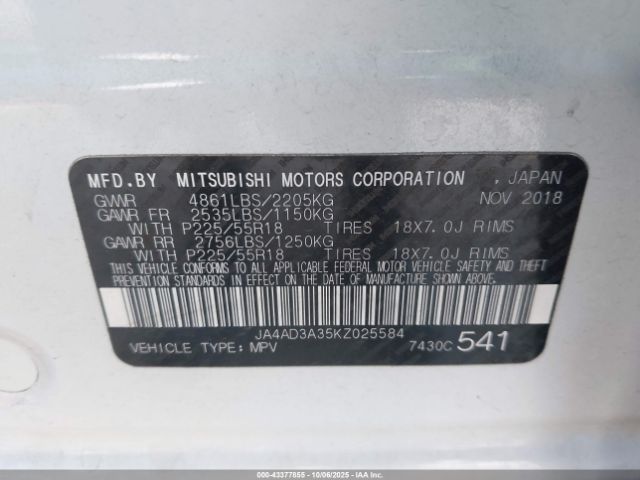 MFD.BY MITSUBISHI MOTORS CORPORATION , JAPAN
GVWR 4861LBS/2205KG NOV 2018
GAWR FR 2535LBS/1150KG
WITH P225/55R18 TIRES 18X7.0J RIMS
GAWR RR 2756LBS/1250KG
WITH P225/55R18 TIRES 18X7.0J RIMS
THIS VEHICLE CONFORMS TO ALL APPLICABLE FEDERAL MOTOR VEHICLE SAFETY AND THEFT
PREVENTION STANDARDS IN EFFECT ON THE DATE OF MANUFACTURE SHOWN ABOVE.
JA4AD3A35KZ025584
VEHICLE TYPE: MPV 7430C 541
000-43377855 - 10/06/2025 - IAA Inc.